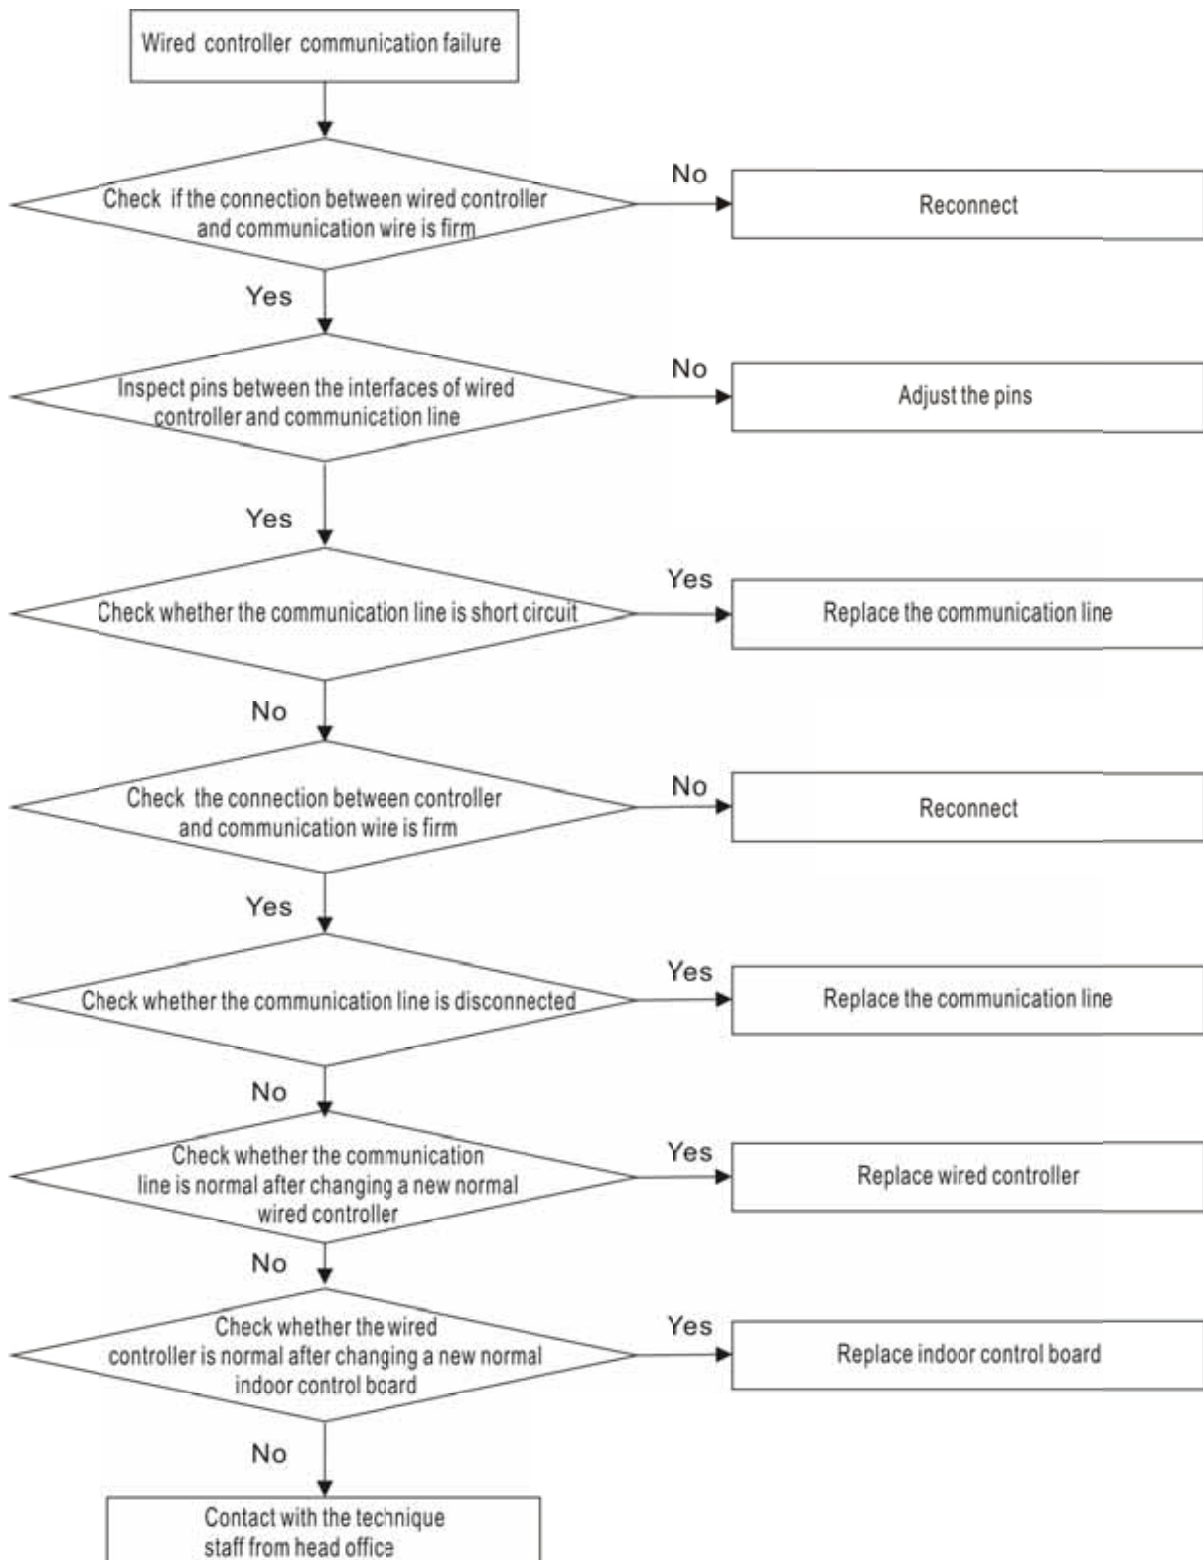 Wired controller communication failure
Check if the connection between wired controller
and communication wire is firm
No
Reconnect
Yes
Inspect pins between the interfaces of wired
controller and communication line
No
Adjust the pins
Yes
Check whether the communication line is short circuit
Yes
Replace the communication line
No
Check the connection between controller
and communication wire is firm
No
Reconnect
Yes
Check whether the communication line is disconnected
Yes
Replace the communication line
No
Check whether the communication
line is normal after changing a new normal
wired controller
Yes
Replace wired controller
No
Check whether the wired
controller is normal after changing a new normal
indoor control board
Yes
Replace indoor control board
No
Contact with the technique
staff from head office